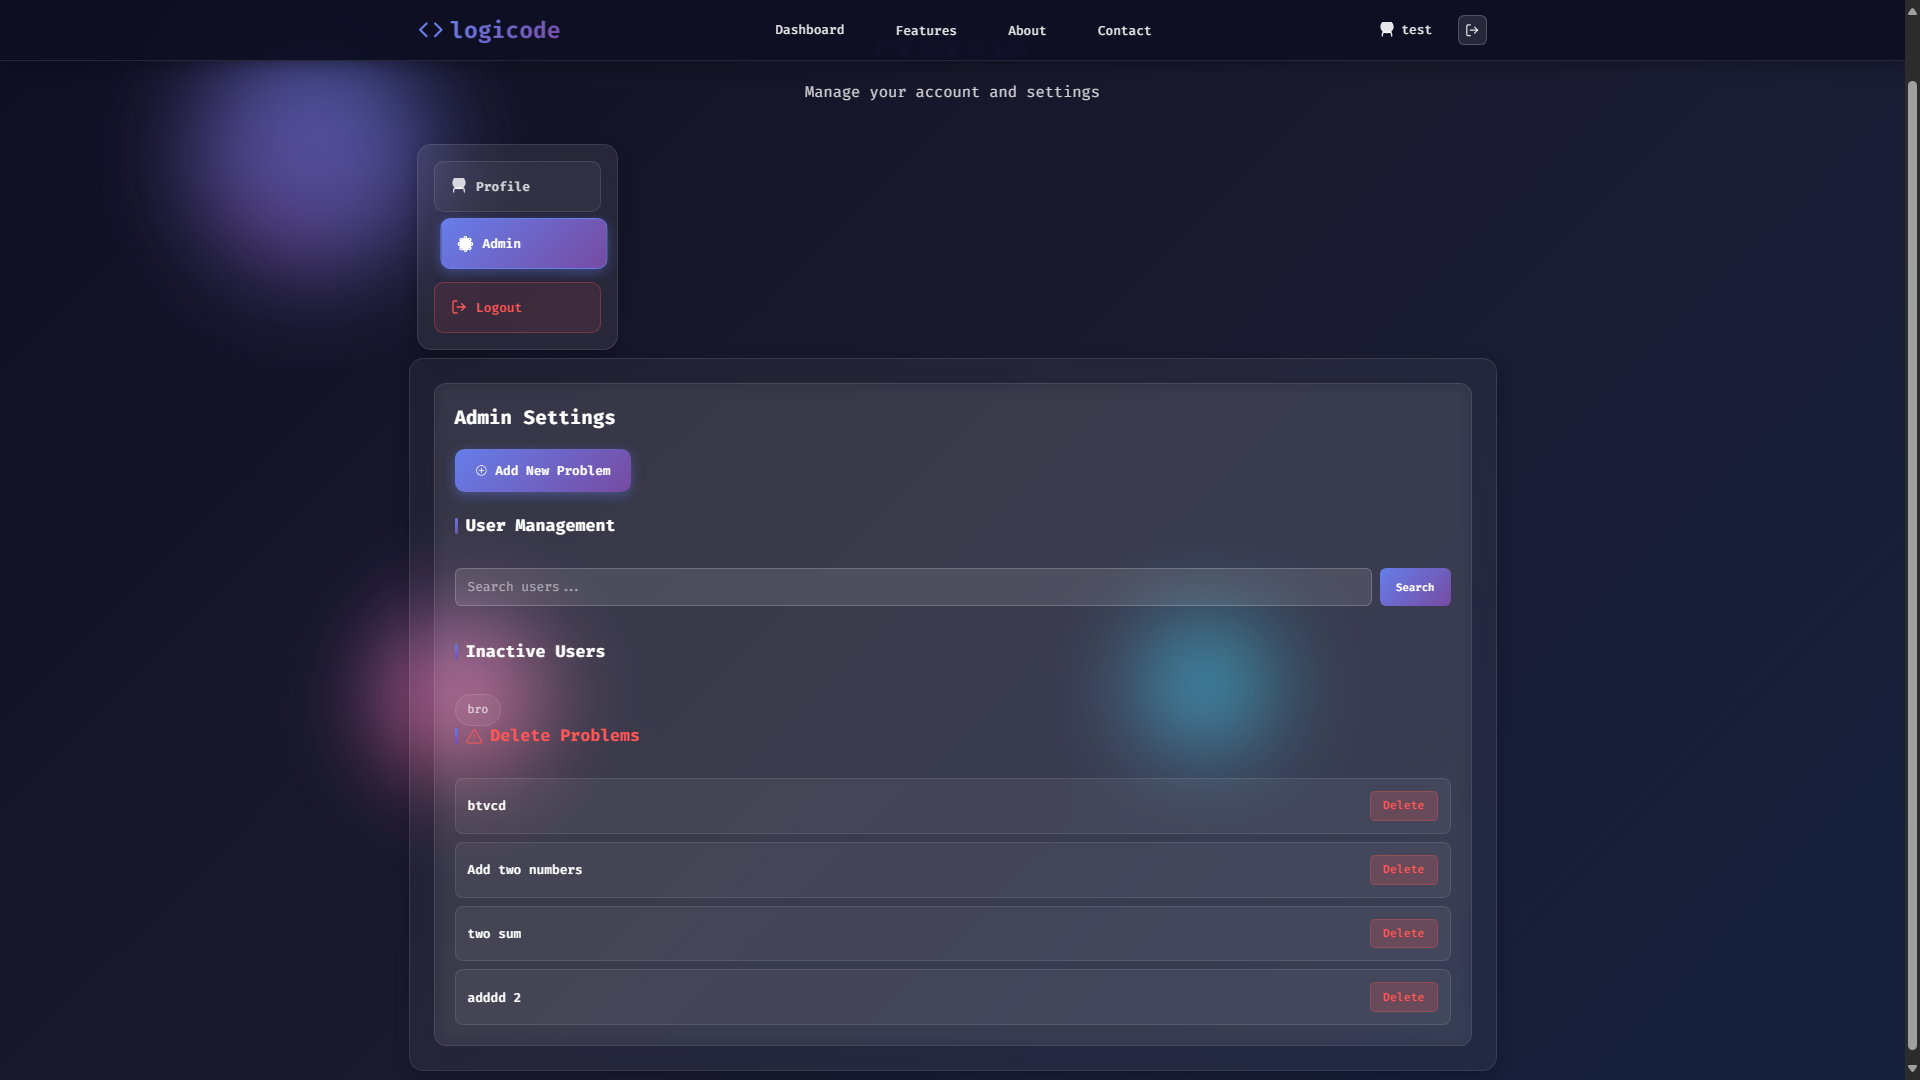 logicode
Dashboard Features About Contact
test
Manage your account and settings
Profile
Admin
Logout
Admin Settings
Add New Problem
User Management
Search users...
Search
Inactive Users
bro
Delete Problems
btvcd Delete
Add two numbers Delete
two sum Delete
adddd 2 Delete